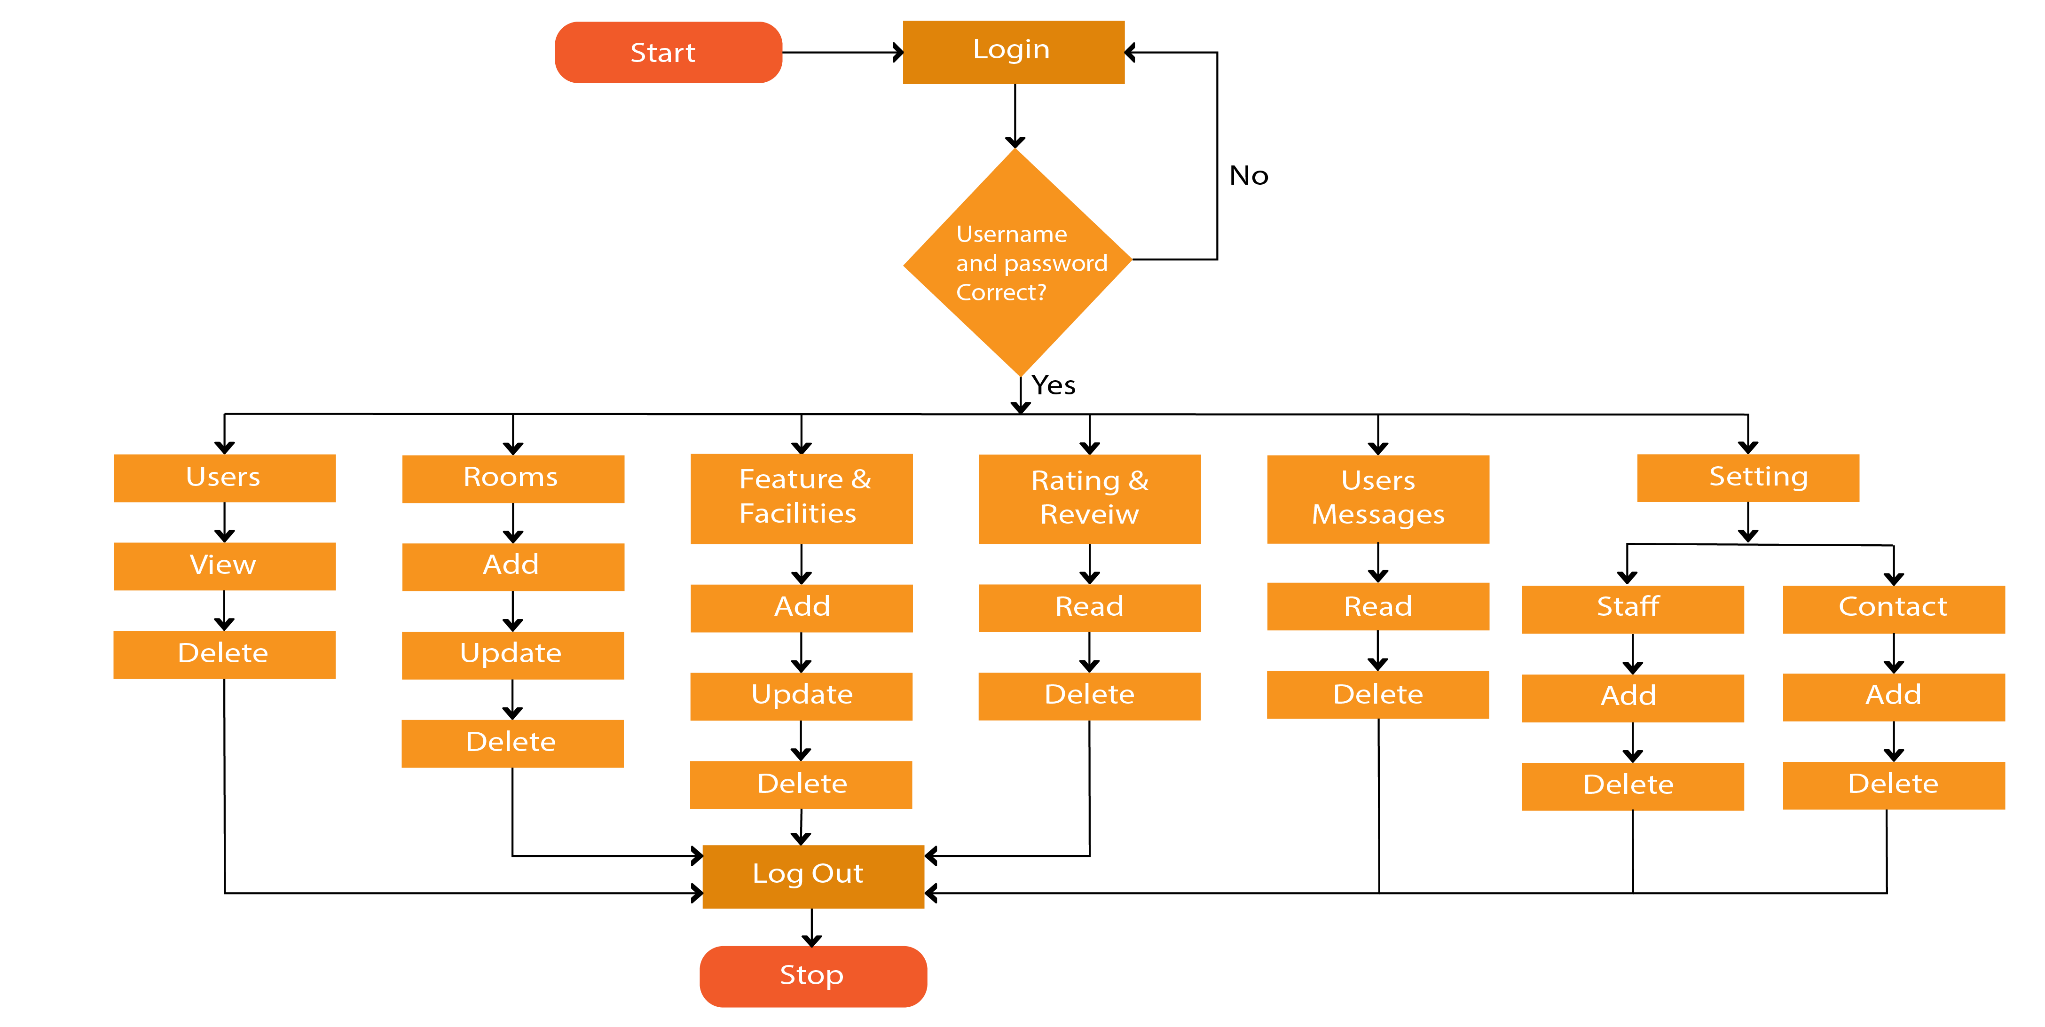 Start
Login
No
Username
and password
Correct?
Yes
Users
View
Delete
Rooms
Add
Update
Delete
Feature &
Facilities
Add
Update
Delete
Rating &
Reveiw
Read
Delete
Users
Messages
Read
Delete
Setting
Staff
Add
Delete
Contact
Add
Delete
Log Out
Stop